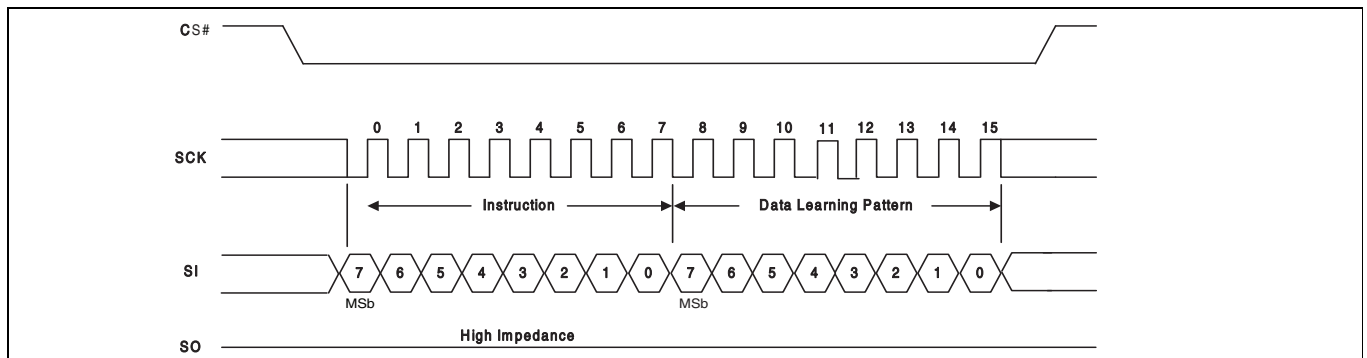 CS#
0 1 2 3 4 5 6 7 8 9 10 11 12 13 14 15
SCK
Instruction Data Learning Pattern
SI 7 6 5 4 3 2 1 0 7 6 5 4 3 2 1 0
MSb MSb
High Impedance
SO